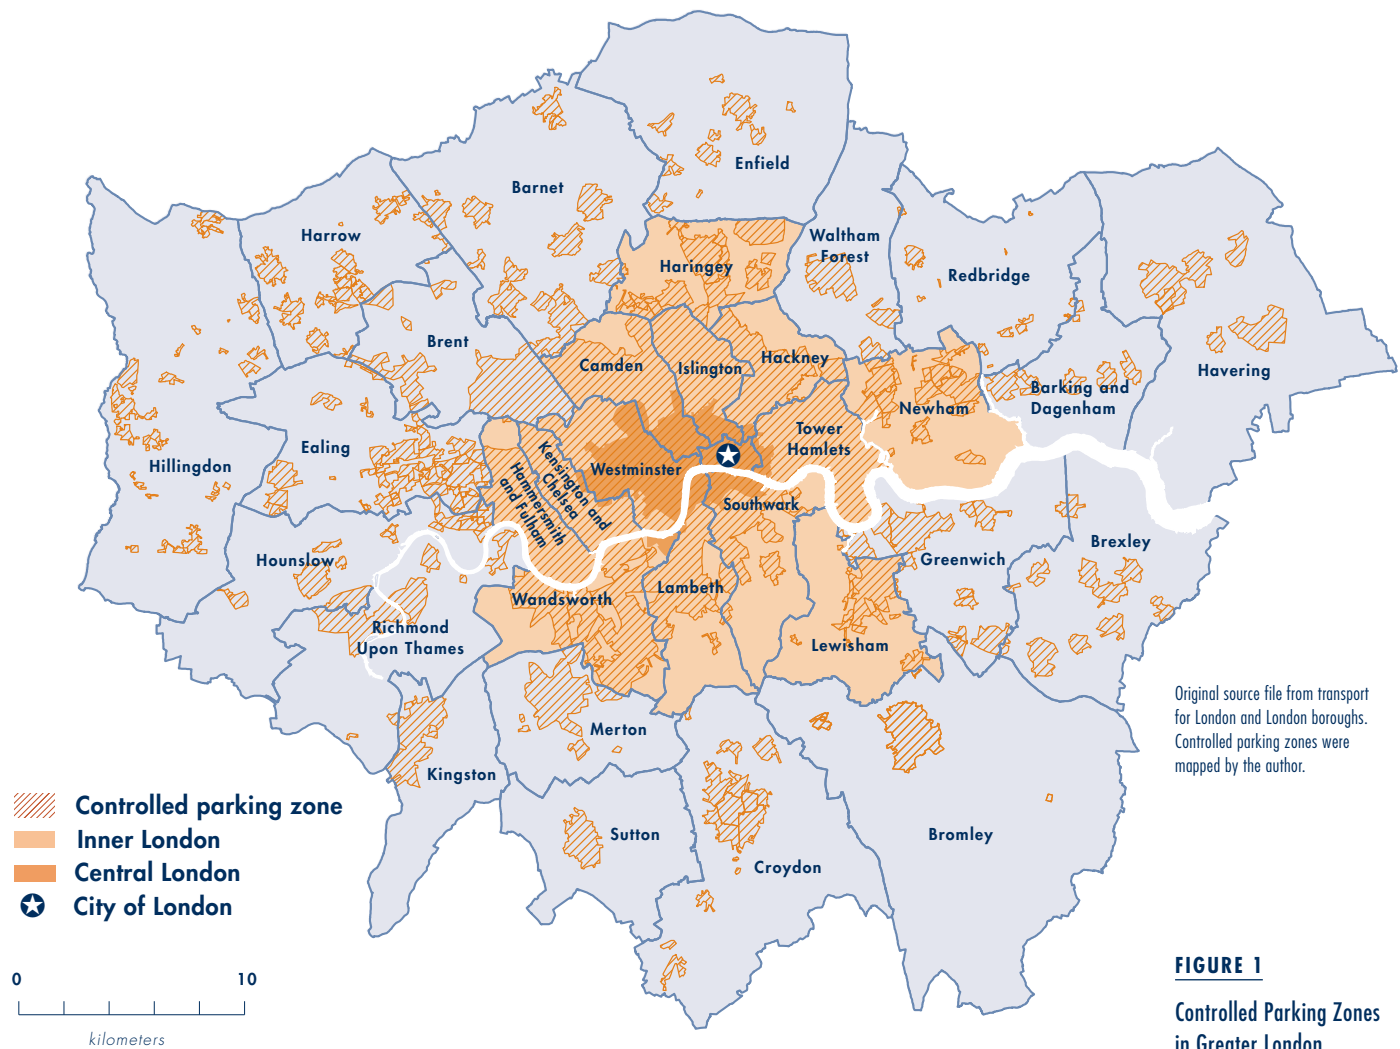 Enfield
Barnet
Harrow
Waltham
Forest
Haringey
Redbridge
Brent
Camden
Islington
Hackney
Havering
Barking and
Dagenham
Newham
Tower
Hamlets
Ealing
Hillingdon
Westminster
Kensington and
Chelsea
Hammersmith
and Fulham
Southwark
Hounslow
Greenwich
Brexley
Wandsworth
Lambeth
Richmond
Upon Thames
Lewisham
Merton
Kingston
Sutton
Croydon
Bromley
Original source file from transport
for London and London boroughs.
Controlled parking zones were
mapped by the author.
Controlled parking zone
Inner London
Central London
City of London
0 10
kilometers
FIGURE 1
Controlled Parking Zones
in Greater London